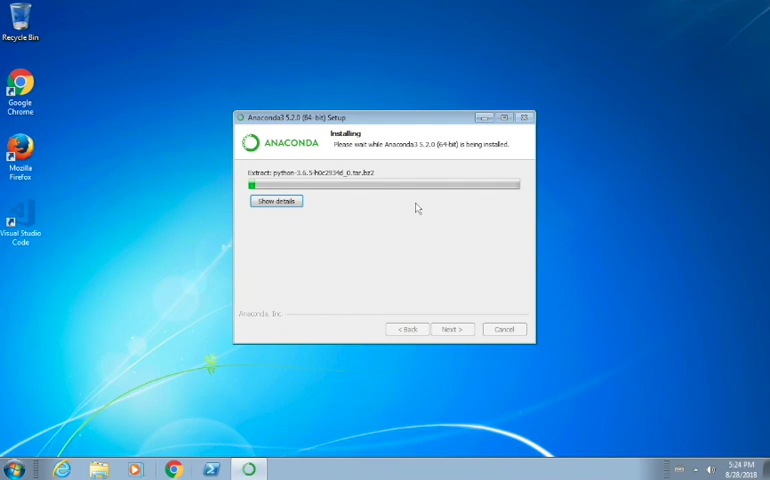 Recycle Bin
Google
Chrome
Mozilla
Firefox
Visual Studio
Code
Anaconda3 5.2.0 (64-bit) Setup
ANACONDA
Installing
Please wait while Anaconda3 5.2.0 (64-bit) is being installed.
Extract: python-3.6.5-h0c2934d_0.tar.bz2
Show details
Anaconda, Inc.
< Back
Next >
Cancel
5:24 PM
8/28/2018